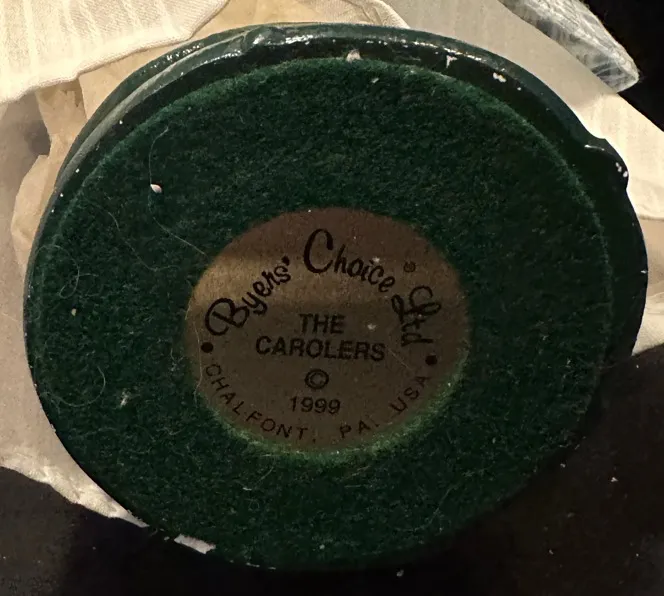 Byers' Choice® Ltd
THE
CAROLERS
©
1999
• CHALFONT, PA. USA •